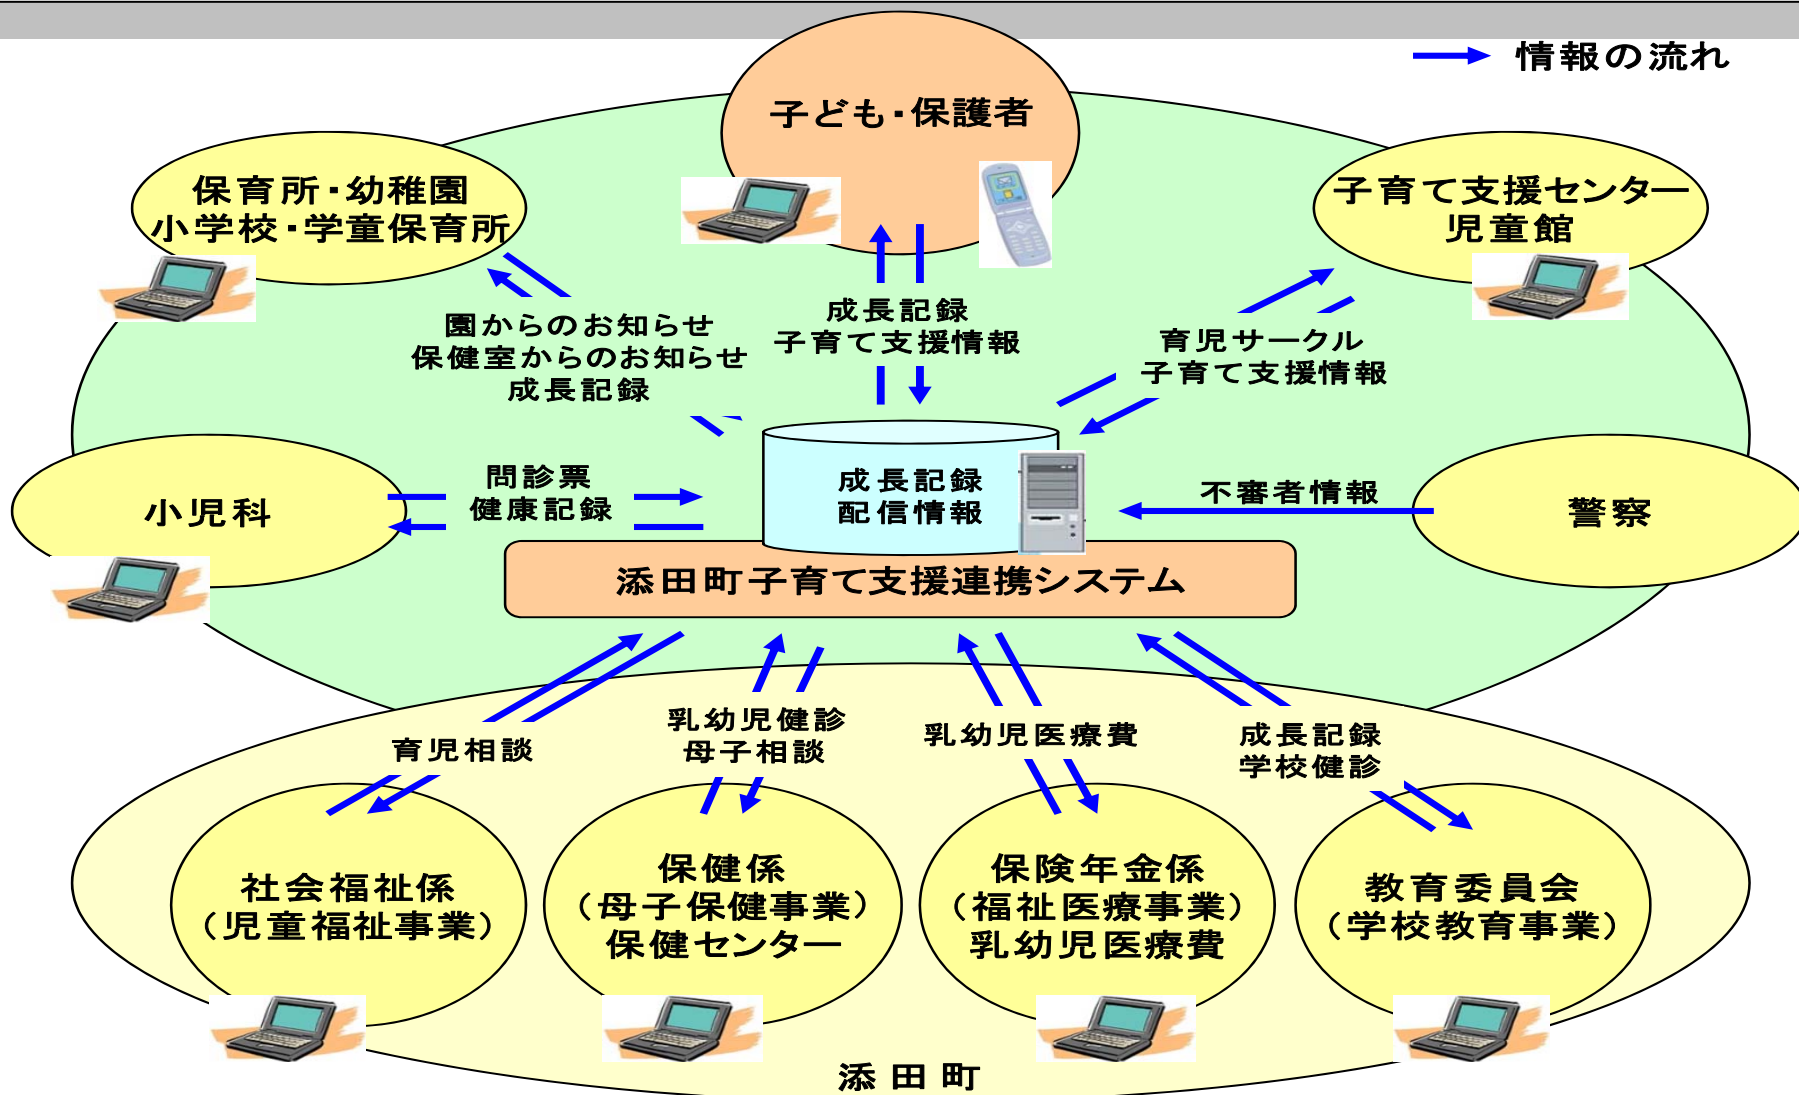 情報の流れ
子ども・保護者
保育所・幼稚園
小学校・学童保育所
子育て支援センター
児童館
成長記録
子育て支援情報
園からのお知らせ
保健室からのお知らせ
成長記録
育児サークル
子育て支援情報
小児科
問診票
健康記録
成長記録
配信情報
不審者情報
警察
添田町子育て支援連携システム
育児相談
乳幼児健診
母子相談
乳幼児医療費
成長記録
学校健診
社会福祉係
（児童福祉事業）
保健係
（母子保健事業）
保健センター
保険年金係
（福祉医療事業）
乳幼児医療費
教育委員会
（学校教育事業）
添田町